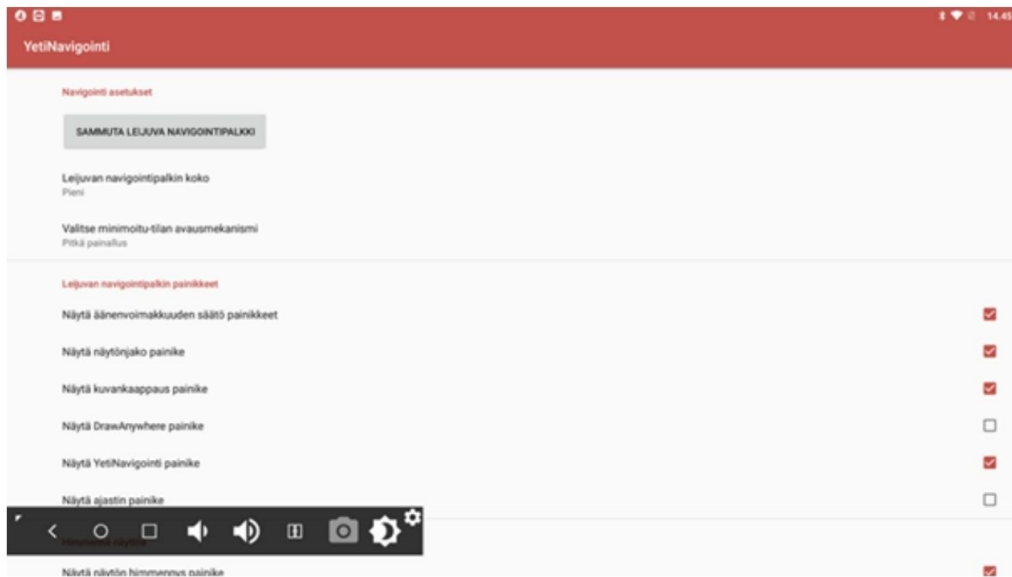 14.45
YetiNavigointi
Navigointi asetukset
SAMMUTA LEIJUVA NAVIGOINTIPALKKI
Leijuvan navigointipalkin koko
Pieni
Valitse minimoitu-tilan avausmekanismi
Pitkä painallus
Leijuvan navigointipalkin painikkeet
Näytä äänenvoimakkuuden säätö painikkeet
Näytä näytönjako painike
Näytä kuvankaappaus painike
Näytä DrawAnywhere painike
Näytä YetiNavigointi painike
Näytä ajastin painike
Himmennä näyttöä
Näytä näytön himmennys painike